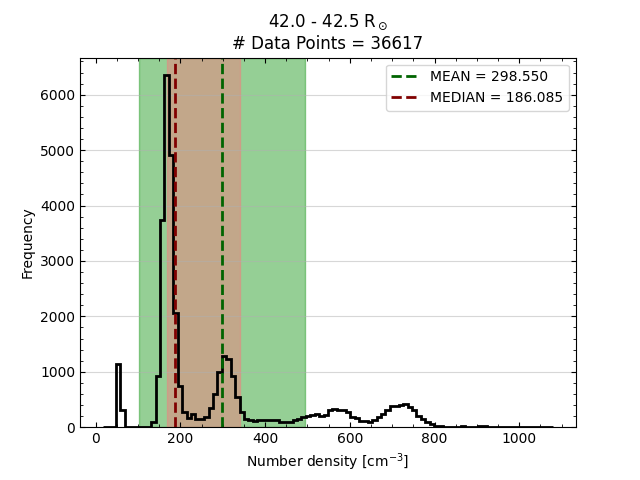 42.0 - 42.5 R⊙
# Data Points = 36617
MEAN = 298.550
MEDIAN = 186.085
Frequency
6000
5000
4000
3000
2000
1000
0
0 200 400 600 800 1000
Number density [cm⁻³]